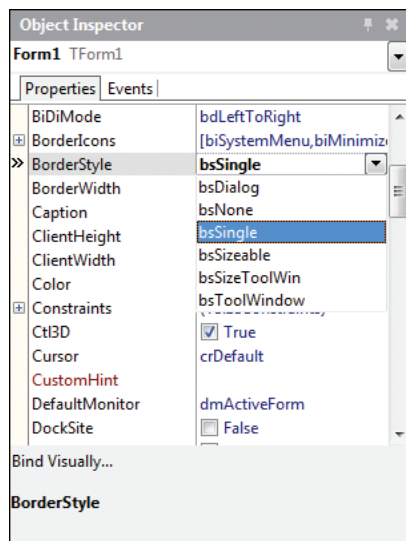 Object Inspector
Form1 TForm1
Properties Events
BiDiMode bdLeftToRight
BorderIcons [biSystemMenu,biMinimize
BorderStyle bsSingle
BorderWidth bsDialog
Caption bsNone
bsSingle
ClientHeight bsSizeable
ClientWidth bsSizeToolWin
Color bsToolWindow
Constraints
Ctl3D True
Cursor crDefault
CustomHint
DefaultMonitor dmActiveForm
DockSite False
Bind Visually...
BorderStyle